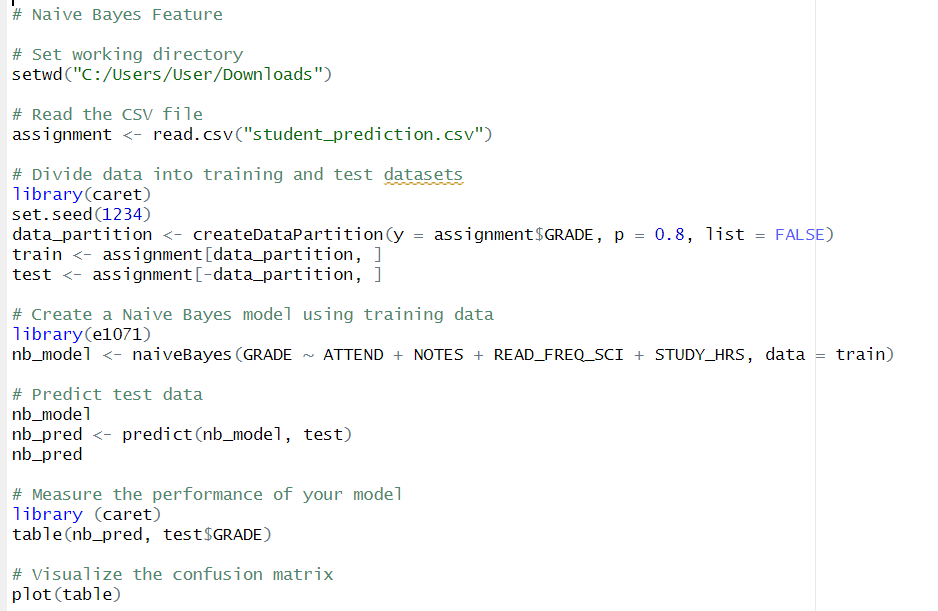 # Naive Bayes Feature
# Set working directory
setwd("C:/Users/User/Downloads")
# Read the CSV file
assignment <- read.csv("student_prediction.csv")
# Divide data into training and test datasets
library(caret)
set.seed(1234)
data_partition <- createDataPartition(y = assignment$GRADE, p = 0.8, list = FALSE)
train <- assignment[data_partition, ]
test <- assignment[-data_partition, ]
# Create a Naive Bayes model using training data
library(e1071)
nb_model <- naiveBayes(GRADE ~ ATTEND + NOTES + READ_FREQ_SCI + STUDY_HRS, data = train)
# Predict test data
nb_model
nb_pred <- predict(nb_model, test)
nb_pred
# Measure the performance of your model
library (caret)
table(nb_pred, test$GRADE)
# Visualize the confusion matrix
plot(table)